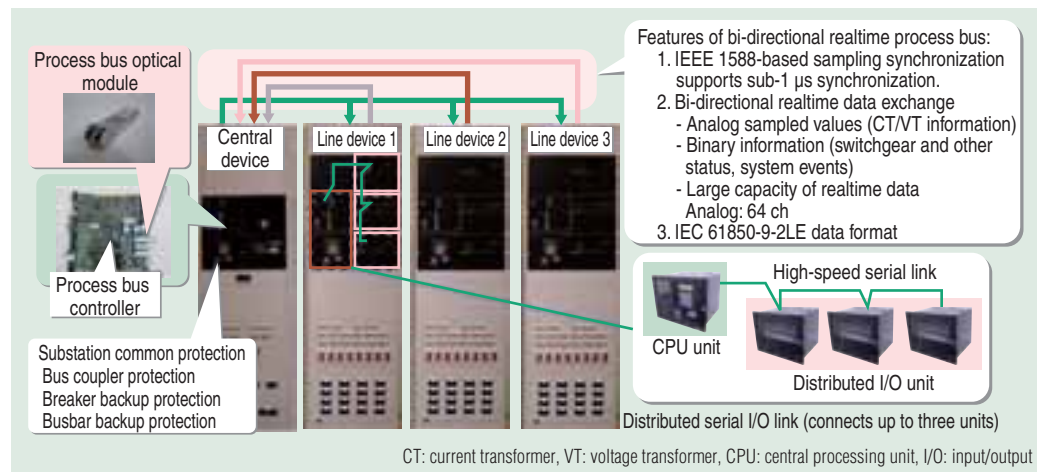 Process bus optical
module
Process bus
controller
Central
device
Line device 1
Line device 2
Line device 3
Substation common protection
Bus coupler protection
Breaker backup protection
Busbar backup protection
Features of bi-directional realtime process bus:
1. IEEE 1588-based sampling synchronization
supports sub-1 μs synchronization.
2. Bi-directional realtime data exchange
- Analog sampled values (CT/VT information)
- Binary information (switchgear and other
status, system events)
- Large capacity of realtime data
Analog: 64 ch
3. IEC 61850-9-2LE data format
High-speed serial link
CPU unit
Distributed I/O unit
Distributed serial I/O link (connects up to three units)
CT: current transformer, VT: voltage transformer, CPU: central processing unit, I/O: input/output